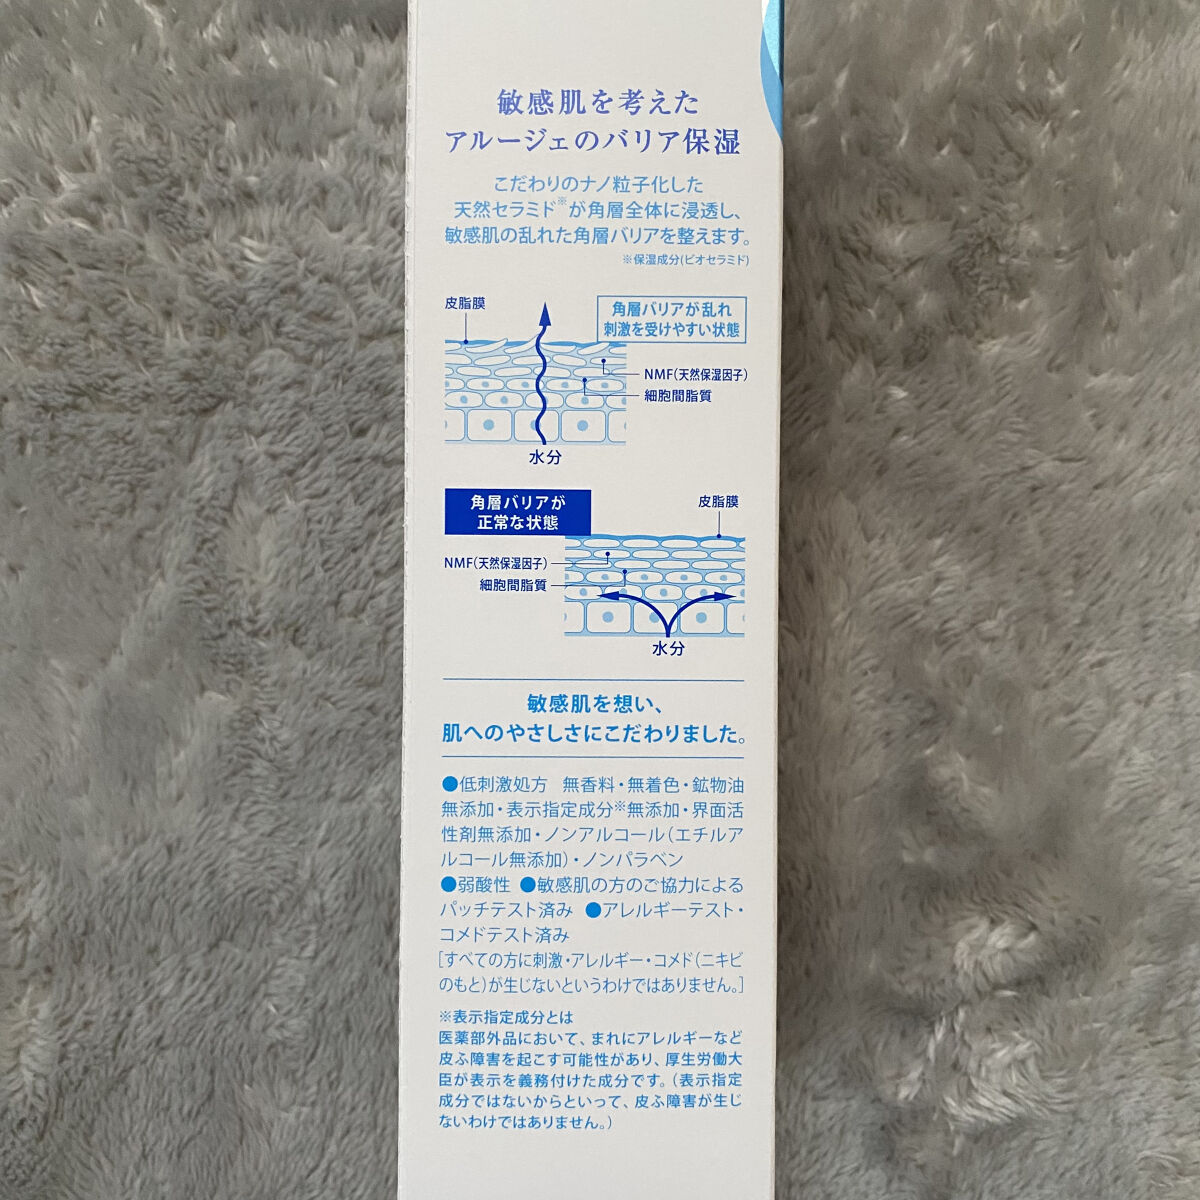 敏感肌を考えた
アルージェのバリア保湿
こだわりのナノ粒子化した
天然セラミド※が角層全体に浸透し、
敏感肌の乱れた角層バリアを整えます。
※保湿成分(ビオセラミド)
皮脂膜
角層バリアが乱れ
刺激を受けやすい状態
NMF(天然保湿因子)
細胞間脂質
水分
角層バリアが
正常な状態
皮脂膜
NMF(天然保湿因子)
細胞間脂質
水分
敏感肌を想い、
肌へのやさしさにこだわりました。
●低刺激処方 無香料・無着色・鉱物油
無添加・表示指定成分※無添加・界面活
性剤無添加・ノンアルコール(エチルア
ルコール無添加)・ノンパラベン
●弱酸性 ●敏感肌の方のご協力による
パッチテスト済み ●アレルギーテスト・
コメドテスト済み
[すべての方に刺激・アレルギー・コメド(ニキビ
のもと)が生じないというわけではありません。]
※表示指定成分とは
医薬部外品において、まれにアレルギーなど
皮ふ障害を起こす可能性があり、厚生労働大
臣が表示を義務付けた成分です。(表示指定
成分ではないからといって、皮ふ障害が生じ
ないわけではありません。)